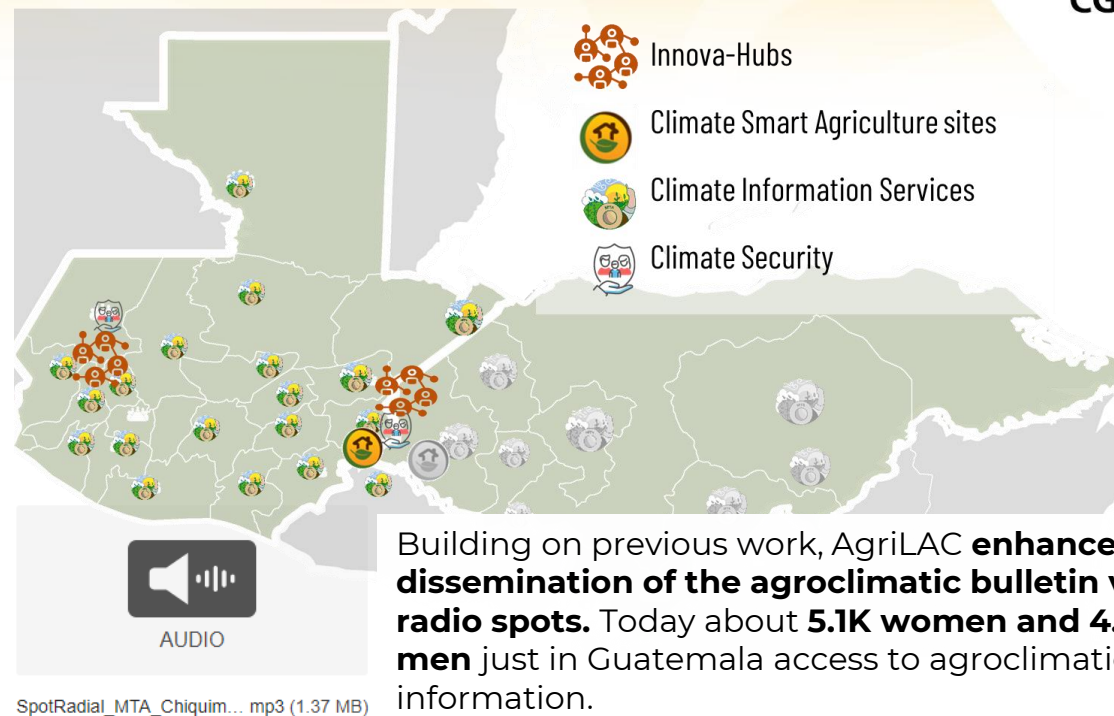 CG
Innova-Hubs
Climate Smart Agriculture sites
Climate Information Services
Climate Security
Building on previous work, AgriLAC enhance
dissemination of the agroclimatic bulletin
radio spots. Today about 5.1K women and 4.
men just in Guatemala access to agroclimati
information.
AUDIO
SpotRadial_MTA_Chiquim... mp3 (1.37 MB)